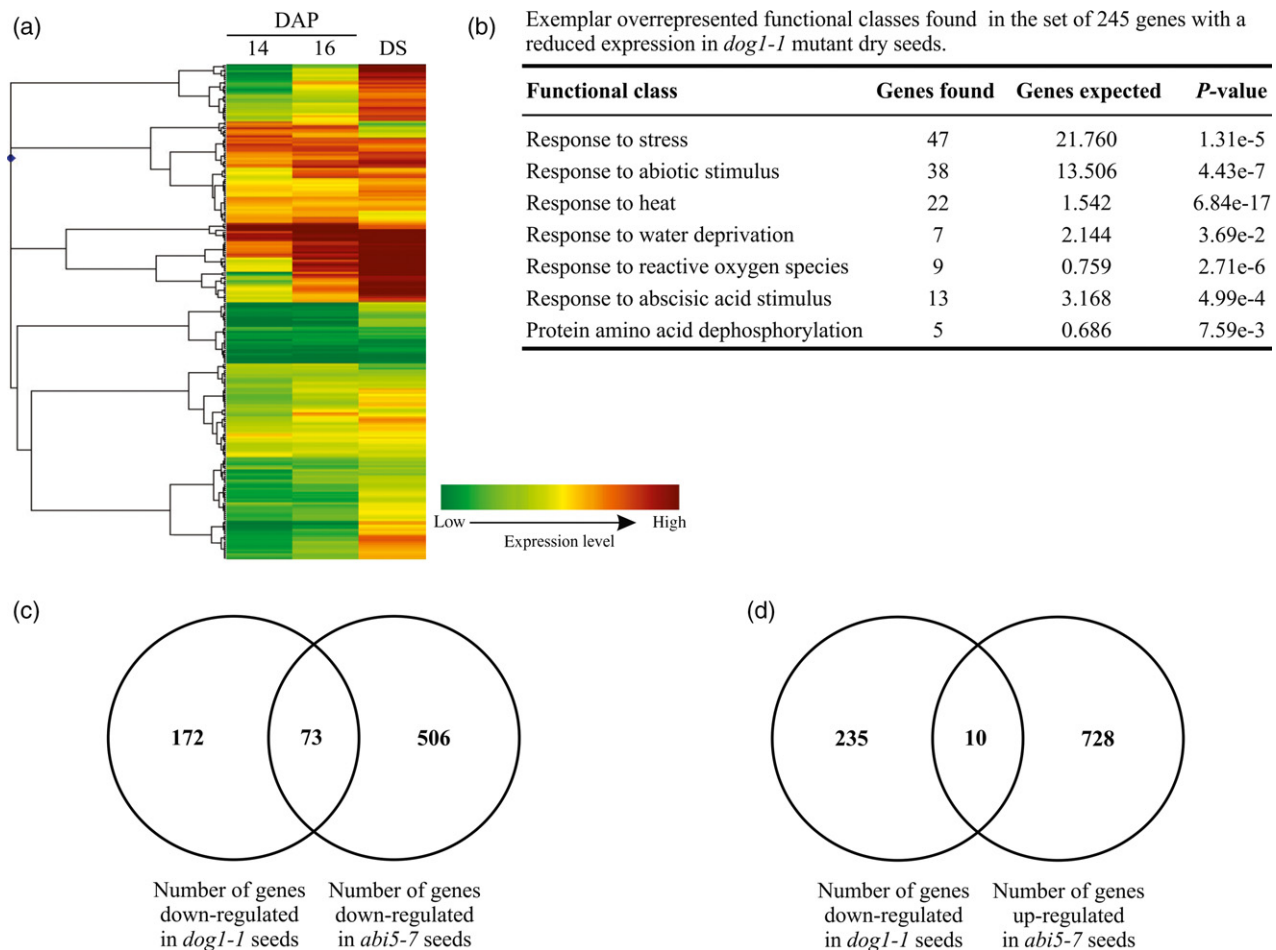 (a)
DAP
14 16 DS
Low High
Expression level
(b)
Exemplar overrepresented functional classes found in the set of 245 genes with a
reduced expression in dog1-1 mutant dry seeds.
Functional class Genes found Genes expected P-value
Response to stress 47 21.760 1.31e-5
Response to abiotic stimulus 38 13.506 4.43e-7
Response to heat 22 1.542 6.84e-17
Response to water deprivation 7 2.144 3.69e-2
Response to reactive oxygen species 9 0.759 2.71e-6
Response to abscisic acid stimulus 13 3.168 4.99e-4
Protein amino acid dephosphorylation 5 0.686 7.59e-3
(c)
172 73 506
Number of genes
down-regulated
in dog1-1 seeds
Number of genes
down-regulated
in abi5-7 seeds
(d)
235 10 728
Number of genes
down-regulated
in dog1-1 seeds
Number of genes
up-regulated
in abi5-7 seeds